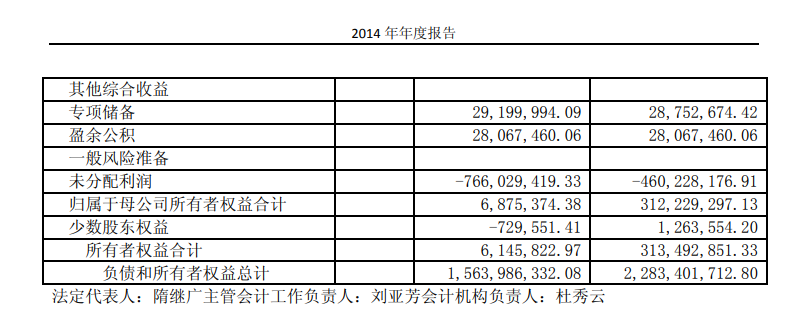 2014 年年度报告
其他综合收益
专项储备 29,199,994.09 28,752,674.42
盈余公积 28,067,460.06 28,067,460.06
一般风险准备
未分配利润 -766,029,419.33 -460,228,176.91
归属于母公司所有者权益合计 6,875,374.38 312,229,297.13
少数股东权益 -729,551.41 1,263,554.20
所有者权益合计 6,145,822.97 313,492,851.33
负债和所有者权益总计 1,563,986,332.08 2,283,401,712.80
法定代表人：隋继广主管会计工作负责人：刘亚芳会计机构负责人：杜秀云